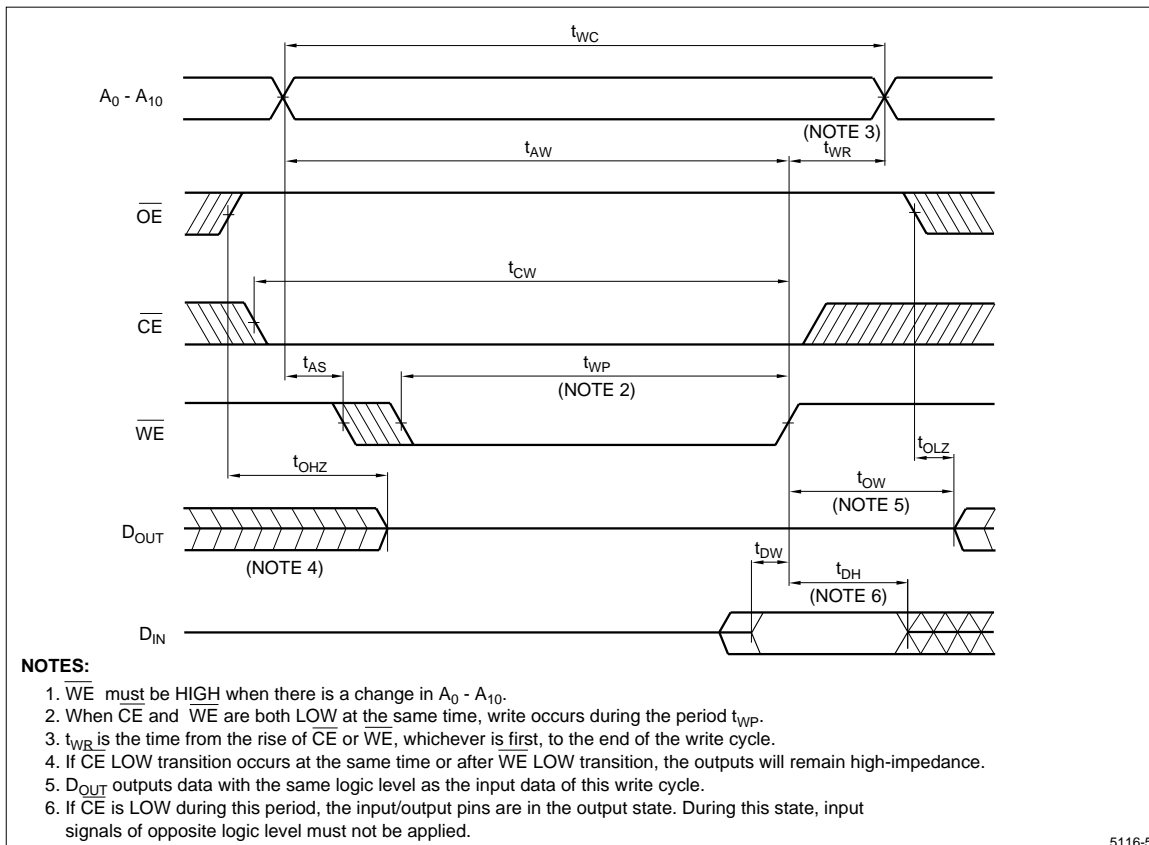 tWC
A0 - A10
(NOTE 3)
tAW
tWR
OE
tCW
CE
tAS
tWP
(NOTE 2)
WE
tOLZ
tOHZ
tOW
(NOTE 5)
DOUT
(NOTE 4)
tDW
tDH
(NOTE 6)
DIN
NOTES:
1. WE must be HIGH when there is a change in A0 - A10.
2. When CE and WE are both LOW at the same time, write occurs during the period tWP.
3. tWR is the time from the rise of CE or WE, whichever is first, to the end of the write cycle.
4. If CE LOW transition occurs at the same time or after WE LOW transition, the outputs will remain high-impedance.
5. DOUT outputs data with the same logic level as the input data of this write cycle.
6. If CE is LOW during this period, the input/output pins are in the output state. During this state, input
signals of opposite logic level must not be applied.
5116-5